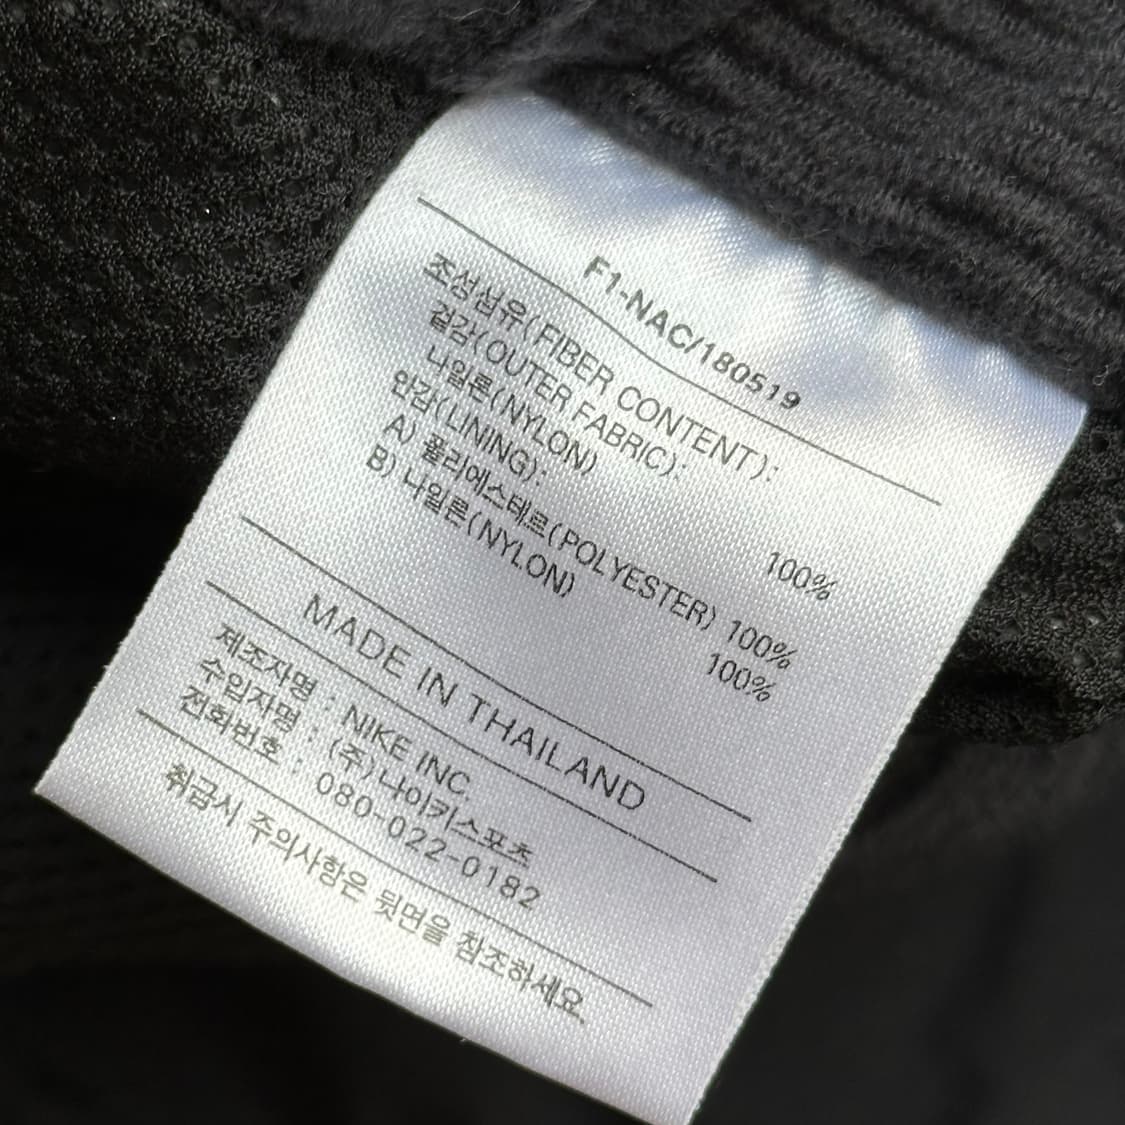 F1-NAC/180519
조성섬유(FIBER CONTENT):
겉감(OUTER FABRIC):
나일론(NYLON) 100%
안감(LINING):
A) 폴리에스테르(POLYESTER) 100%
B) 나일론(NYLON) 100%
MADE IN THAILAND
제조자명 : NIKE INC.
수입자명 : (주)나이키스포츠
전화번호 : 080-022-0182
취급시 주의사항은 뒷면을 참조하세요.